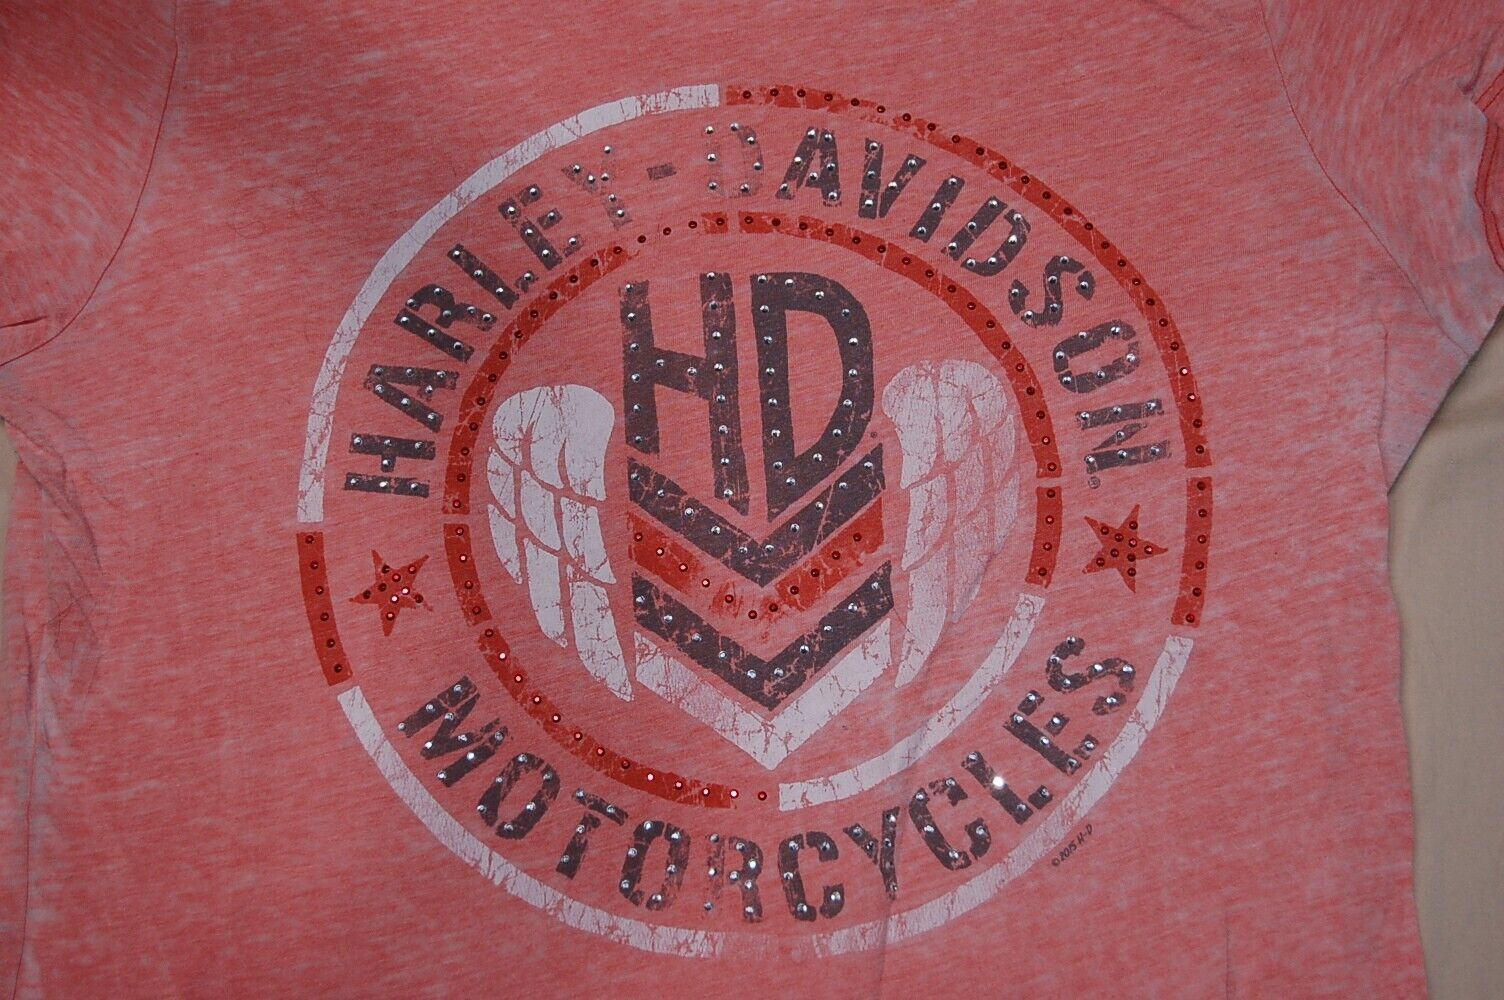 HARLEY-DAVIDSON®
HD®
MOTORCYCLES
© 2015 H-D